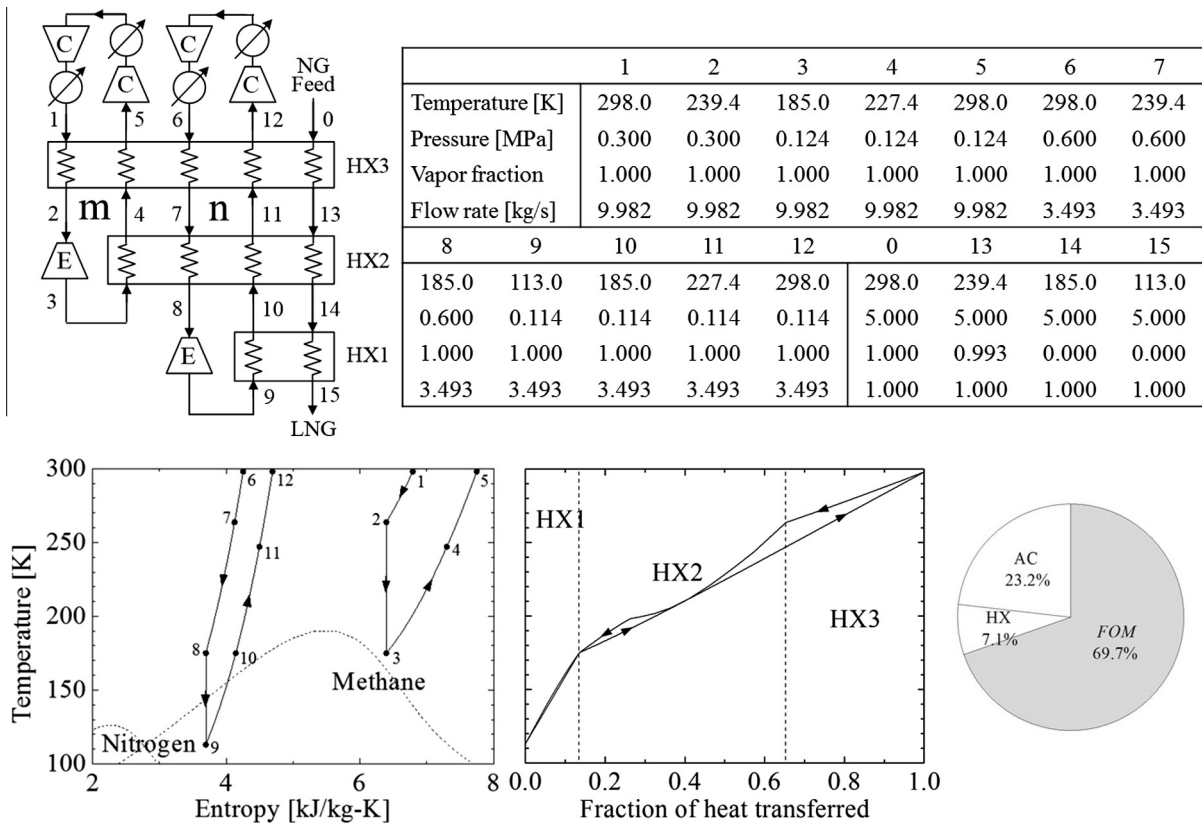 C C C C NG
Feed
1 5 6 12 0
HX3
2 m 4 7 n 11 13
E HX2
3 8 10 14
E HX1
9 15
LNG
1 2 3 4 5 6 7
Temperature [K] 298.0 239.4 185.0 227.4 298.0 298.0 239.4
Pressure [MPa] 0.300 0.300 0.124 0.124 0.124 0.600 0.600
Vapor fraction 1.000 1.000 1.000 1.000 1.000 1.000 1.000
Flow rate [kg/s] 9.982 9.982 9.982 9.982 9.982 3.493 3.493
8 9 10 11 12 0 13 14 15
185.0 113.0 185.0 227.4 298.0 298.0 239.4 185.0 113.0
0.600 0.114 0.114 0.114 0.114 5.000 5.000 5.000 5.000
1.000 1.000 1.000 1.000 1.000 1.000 0.993 0.000 0.000
3.493 3.493 3.493 3.493 3.493 1.000 1.000 1.000 1.000
Temperature [K]
300
250
200
150
100
6 12 1 5
7 2
11 4
8 10 3
Methane
Nitrogen 9
2 4 6 8
Entropy [kJ/kg-K]
HX1
HX2
HX3
0.0 0.2 0.4 0.6 0.8 1.0
Fraction of heat transferred
AC
23.2%
HX
7.1%
FOM
69.7%